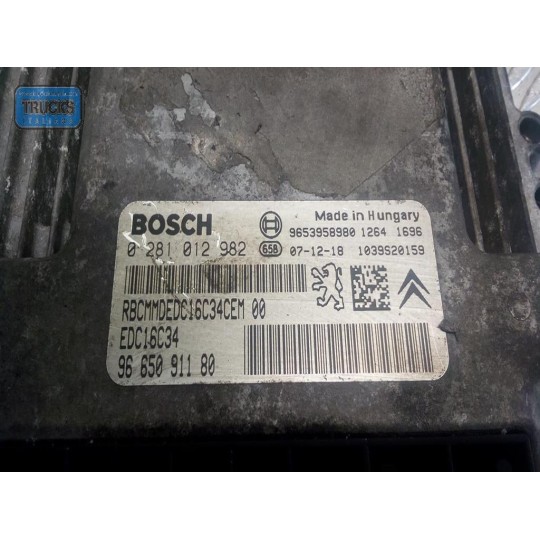 TRUCKS
BOSCH
Made in Hungary
9653958980 1264 1696
0 281 012 982 658 07-12-18 1039S20159
RBCMMDEDC16C34CEM 00
EDC16C34
96 650 911 80